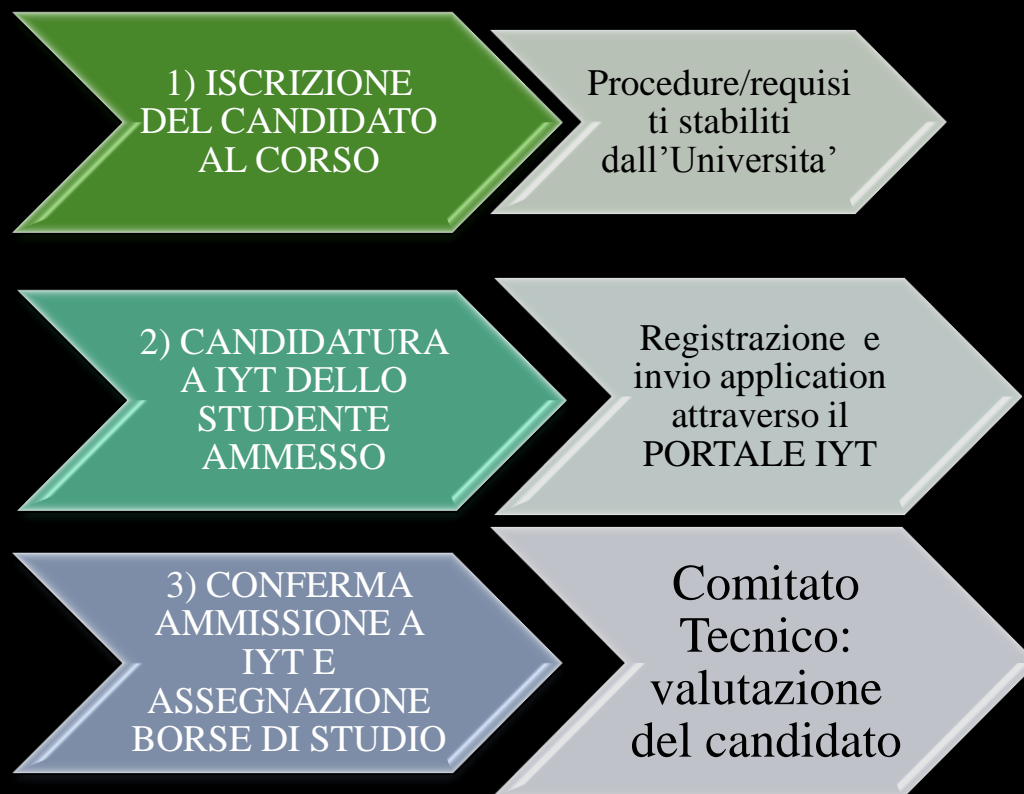 1) ISCRIZIONE
DEL CANDIDATO
AL CORSO
Procedure/requisi
ti stabiliti
dall’Universita’
2) CANDIDATURA
A IYT DELLO
STUDENTE
AMMESSO
Registrazione e
invio application
attraverso il
PORTALE IYT
3) CONFERMA
AMMISSIONE A
IYT E
ASSEGNAZIONE
BORSE DI STUDIO
Comitato
Tecnico:
valutazione
del candidato